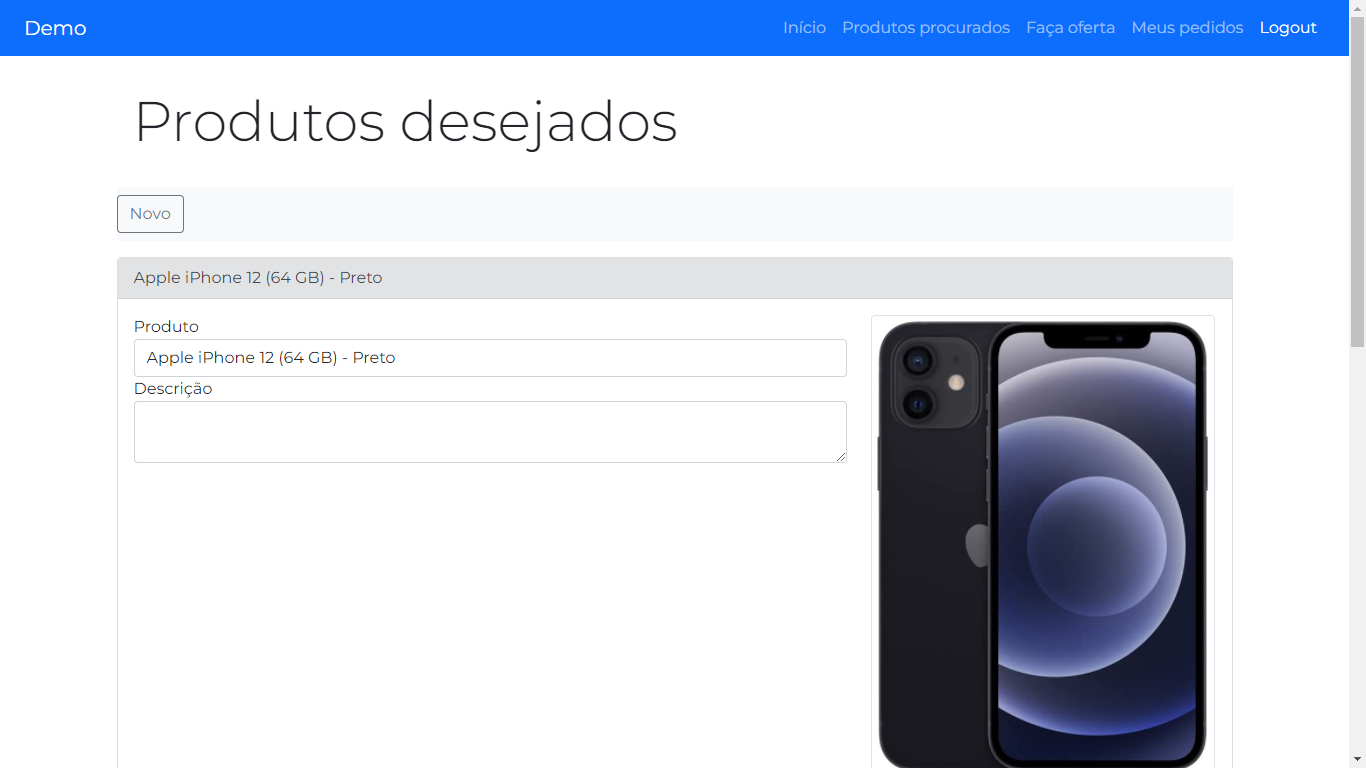 Demo Início Produtos procurados Faça oferta Meus pedidos Logout
Produtos desejados
Novo
Apple iPhone 12 (64 GB) - Preto
Produto
Apple iPhone 12 (64 GB) - Preto
Descrição